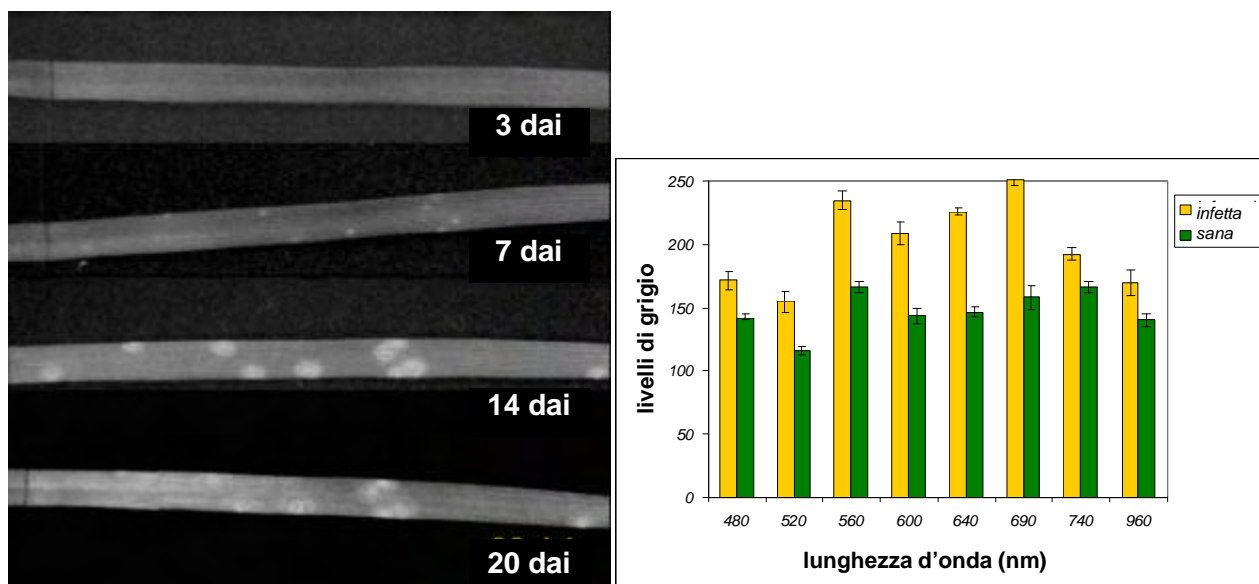 3 dai
7 dai
14 dai
20 dai
livelli di grigio
250
200
150
100
50
0
480 520 560 600 640 690 740 960
lunghezza d'onda (nm)
infetta
sana